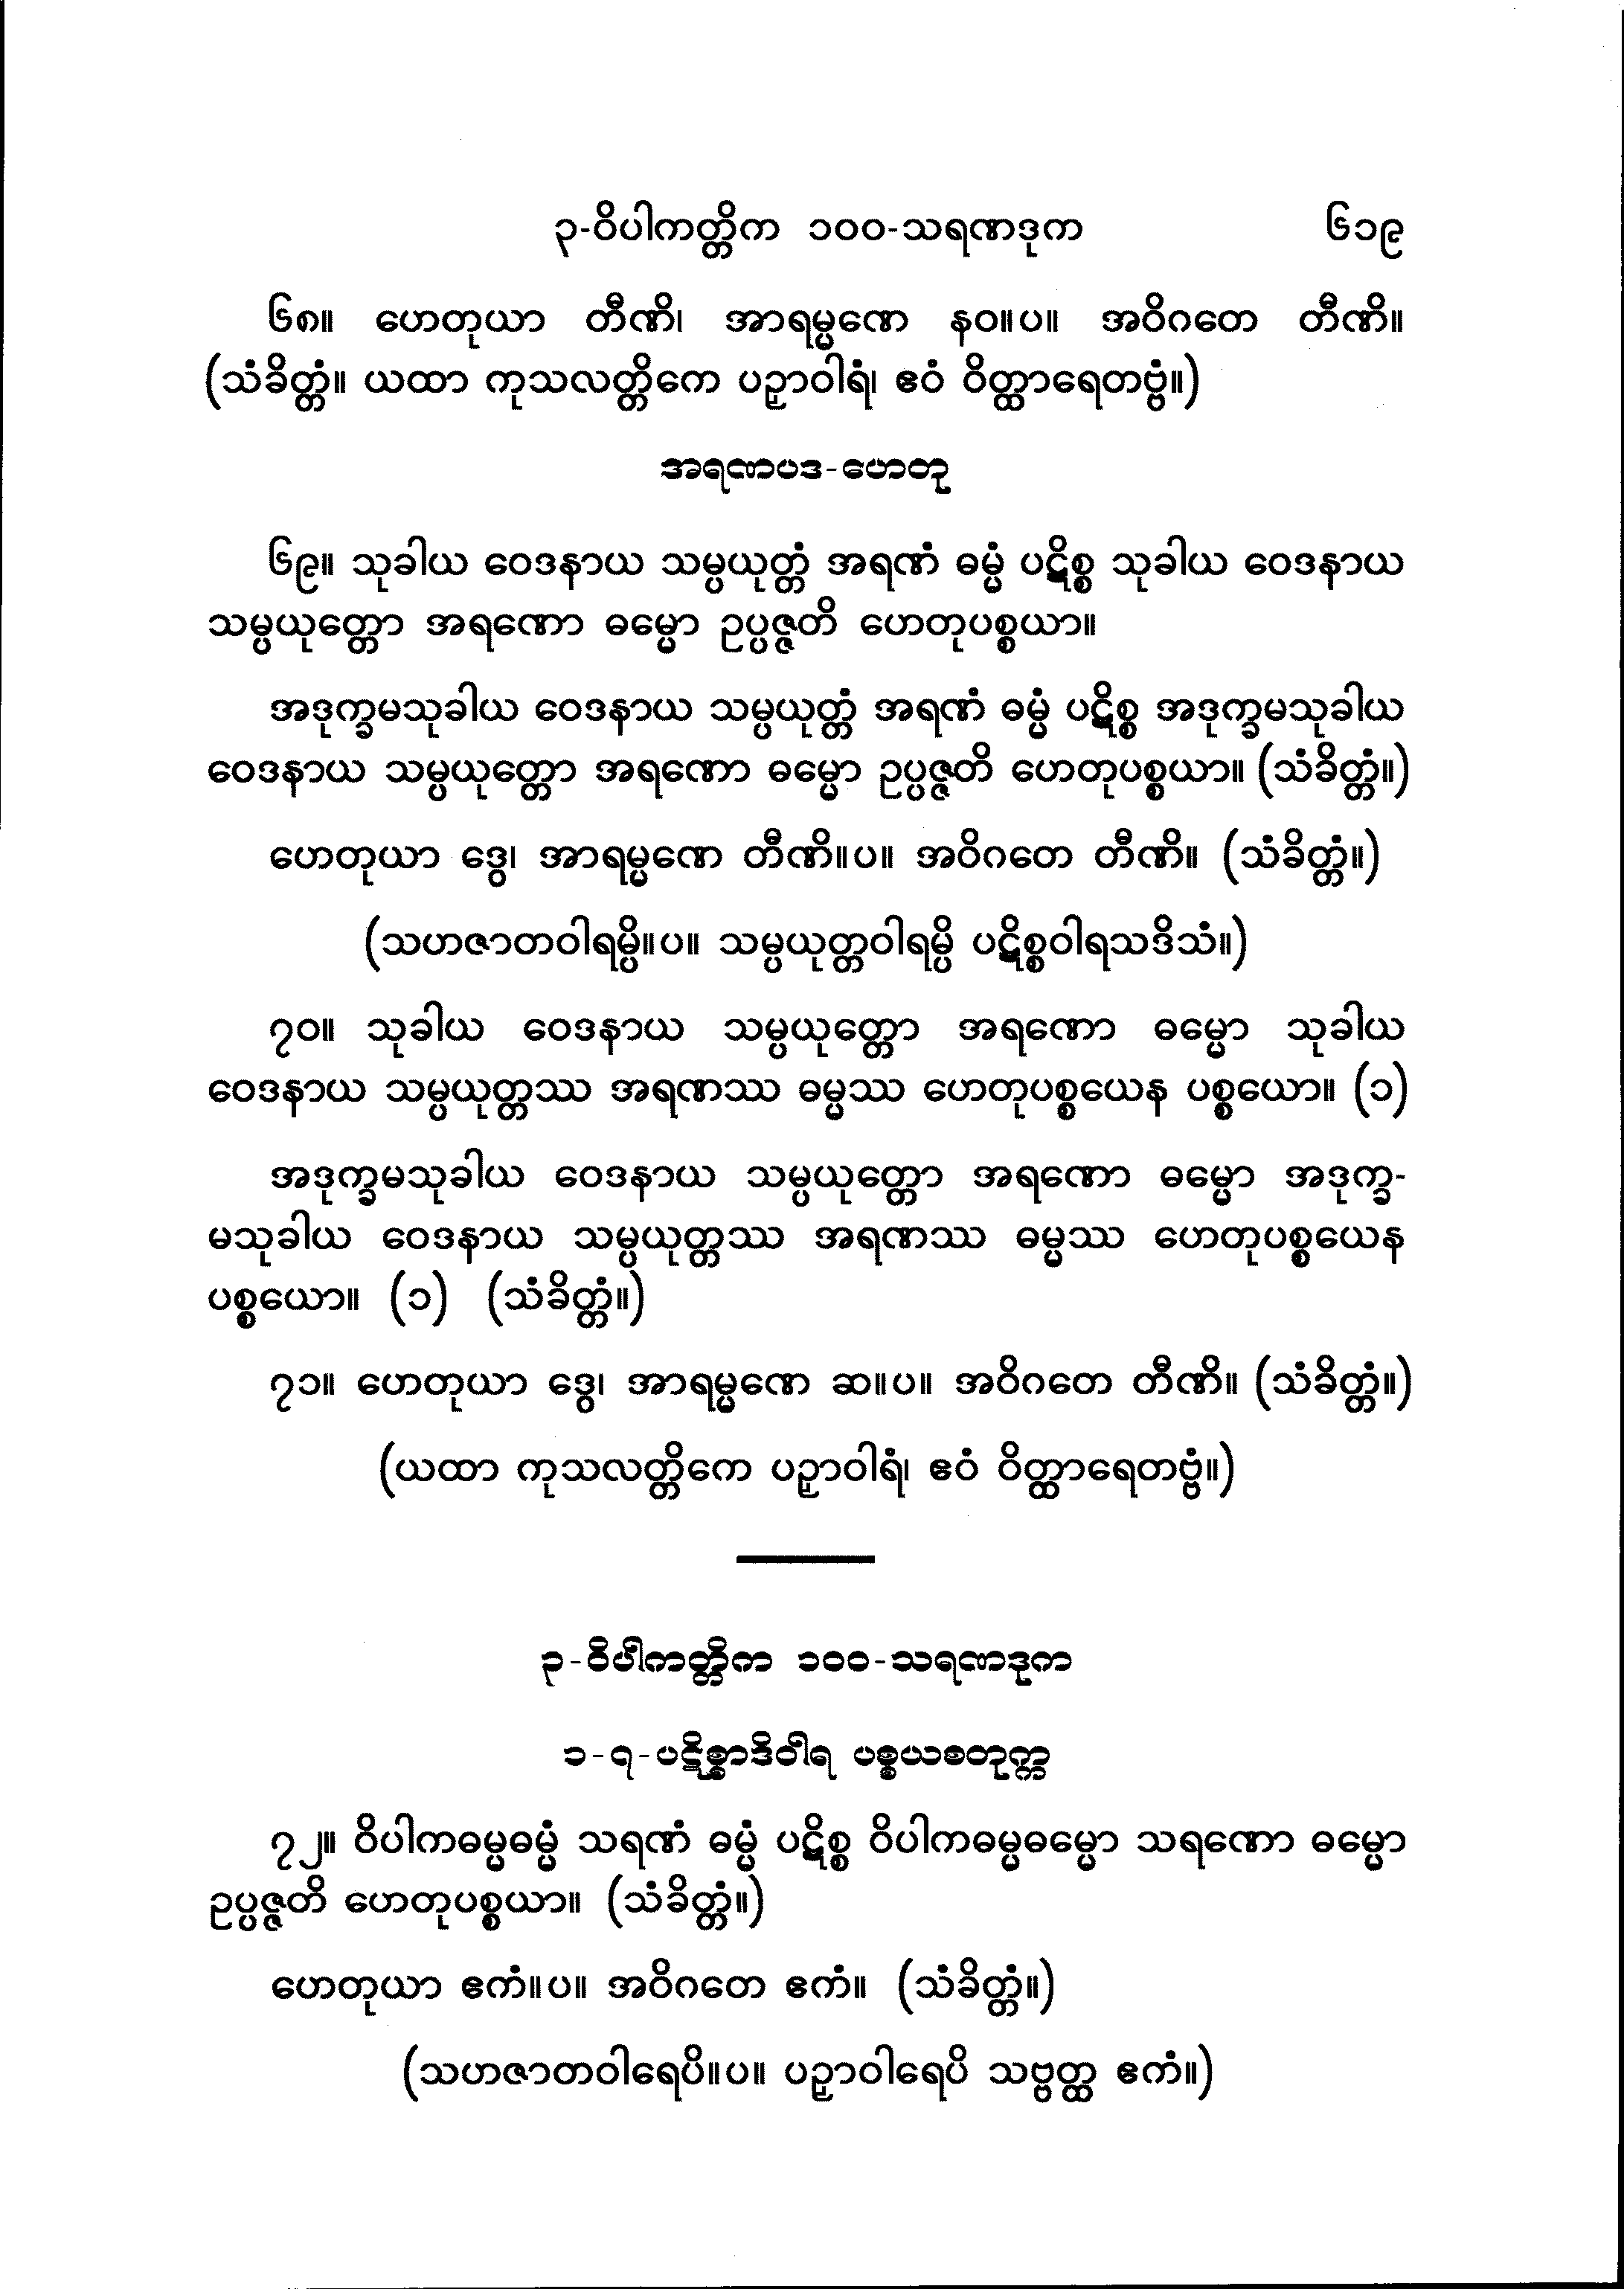 ၃-ဝိပါကတ္တိက ၁၀၀-သရဏဒုက ၆၁၉
၆၈။ ဟေတုယာ တီဏိ၊ အာရမ္မဏေ နဝ။ပ။ အဝိဂတေ တီဏိ။
(သံခိတ္တံ။ ယထာ ကုသလတ္တိကေ ပဉှာဝါရံ၊ ဧဝံ ဝိတ္ထာရေတဗ္ဗံ။)
အရဏပဒ-ဟေတု
၆၉။ သုခါယ ဝေဒနာယ သမ္ပယုတ္တံ အရဏံ ဓမ္မံ ပဋိစ္စ သုခါယ ဝေဒနာယ
သမ္ပယုတ္တော အရဏော ဓမ္မော ဥပ္ပဇ္ဇတိ ဟေတုပစ္စယာ။
အဒုက္ခမသုခါယ ဝေဒနာယ သမ္ပယုတ္တံ အရဏံ ဓမ္မံ ပဋိစ္စ အဒုက္ခမသုခါယ
ဝေဒနာယ သမ္ပယုတ္တော အရဏော ဓမ္မော ဥပ္ပဇ္ဇတိ ဟေတုပစ္စယာ။ (သံခိတ္တံ။)
ဟေတုယာ ဒွေ၊ အာရမ္မဏေ တီဏိ။ပ။ အဝိဂတေ တီဏိ။ (သံခိတ္တံ။)
(သဟဇာတဝါရမ္ပိ။ပ။ သမ္ပယုတ္တဝါရမ္ပိ ပဋိစ္စဝါရသဒိသံ။)
၇၀။ သုခါယ ဝေဒနာယ သမ္ပယုတ္တော အရဏော ဓမ္မော သုခါယ
ဝေဒနာယ သမ္ပယုတ္တဿ အရဏဿ ဓမ္မဿ ဟေတုပစ္စယေန ပစ္စယော။ (၁)
အဒုက္ခမသုခါယ ဝေဒနာယ သမ္ပယုတ္တော အရဏော ဓမ္မော အဒုက္ခ-
မသုခါယ ဝေဒနာယ သမ္ပယုတ္တဿ အရဏဿ ဓမ္မဿ ဟေတုပစ္စယေန
ပစ္စယော။ (၁) (သံခိတ္တံ။)
၇၁။ ဟေတုယာ ဒွေ၊ အာရမ္မဏေ ဆ။ပ။ အဝိဂတေ တီဏိ။ (သံခိတ္တံ။)
(ယထာ ကုသလတ္တိကေ ပဉှာဝါရံ၊ ဧဝံ ဝိတ္ထာရေတဗ္ဗံ။)
၃-ဝိပါကတ္တိက ၁၀၀-သရဏဒုက
၁-၇-ပဋိစ္စာဒိဝါရ ပစ္စယစတုက္က
၇၂။ ဝိပါကဓမ္မဓမ္မံ သရဏံ ဓမ္မံ ပဋိစ္စ ဝိပါကဓမ္မဓမ္မော သရဏော ဓမ္မော
ဥပ္ပဇ္ဇတိ ဟေတုပစ္စယာ။ (သံခိတ္တံ။)
ဟေတုယာ ဧကံ။ပ။ အဝိဂတေ ဧကံ။ (သံခိတ္တံ။)
(သဟဇာတဝါရေပိ။ပ။ ပဉှာဝါရေပိ သဗ္ဗတ္ထ ဧကံ။)